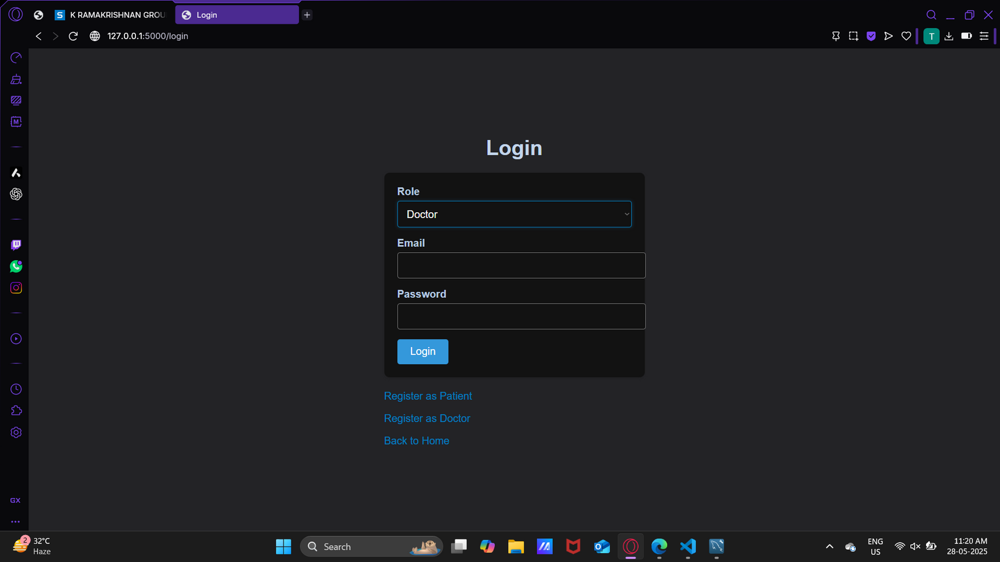 K RAMAKRISHNAN GROU
Login
127.0.0.1:5000/login
T
M
Login
Role
Doctor
Email
Password
Login
Register as Patient
Register as Doctor
Back to Home
GX
2
32°C
Haze
Search
ENG
US
11:20 AM
28-05-2025